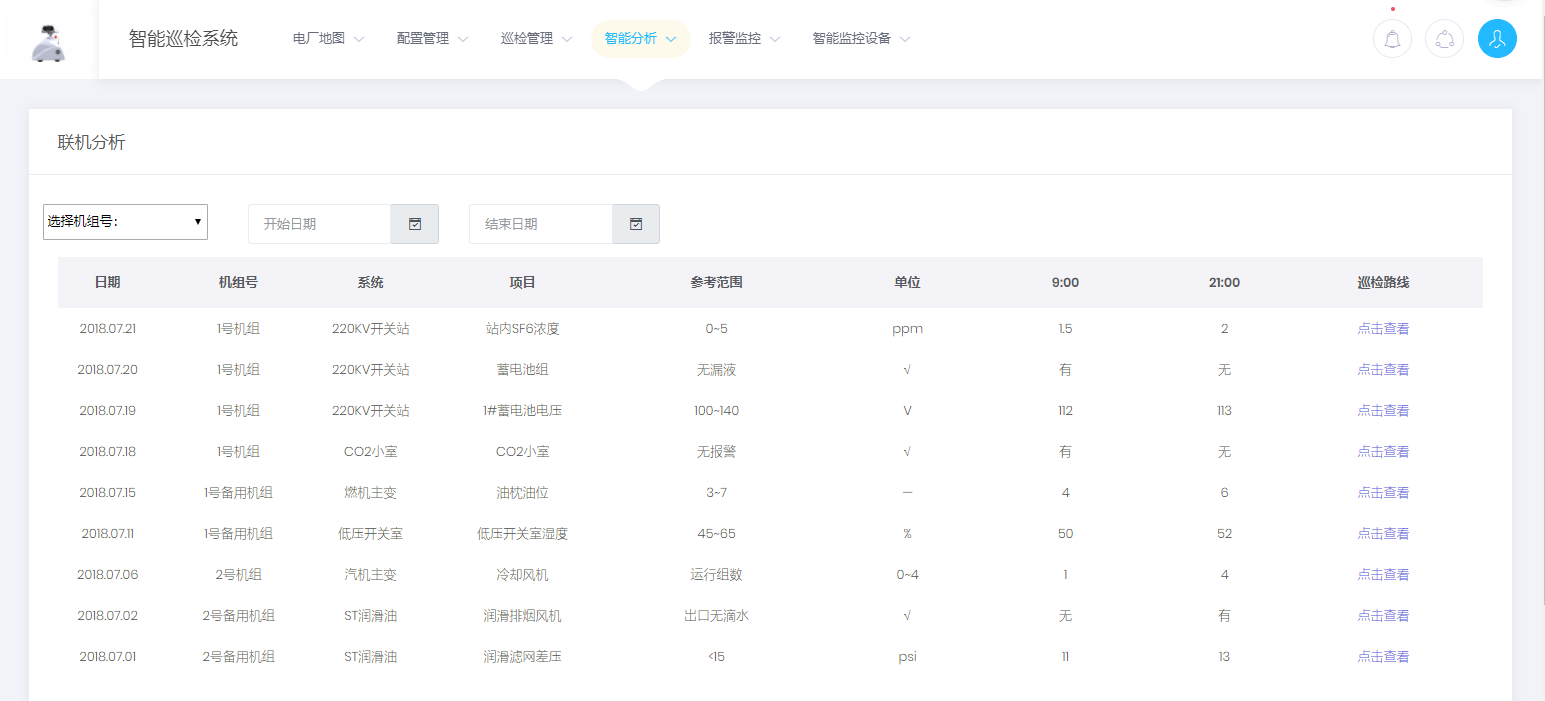 智能巡检系统 电厂地图 配置管理 巡检管理 智能分析 报警监控 智能监控设备
联机分析
选择机组号: 开始日期 结束日期
日期 机组号 系统 项目 参考范围 单位 9:00 21:00 巡检路线
2018.07.21 1号机组 220KV开关站 站内SF6浓度 0~5 ppm 1.5 2 点击查看
2018.07.20 1号机组 220KV开关站 蓄电池组 无漏液 √ 有 无 点击查看
2018.07.19 1号机组 220KV开关站 1#蓄电池电压 100~140 V 112 113 点击查看
2018.07.18 1号机组 CO2小室 CO2小室 无报警 √ 有 无 点击查看
2018.07.15 1号备用机组 燃机主变 油枕油位 3~7 — 4 6 点击查看
2018.07.11 1号备用机组 低压开关室 低压开关室湿度 45~65 % 50 52 点击查看
2018.07.06 2号机组 汽机主变 冷却风机 运行组数 0~4 1 4 点击查看
2018.07.02 2号备用机组 ST润滑油 润滑排烟风机 出口无滴水 √ 无 有 点击查看
2018.07.01 2号备用机组 ST润滑油 润滑滤网差压 <15 psi 11 13 点击查看